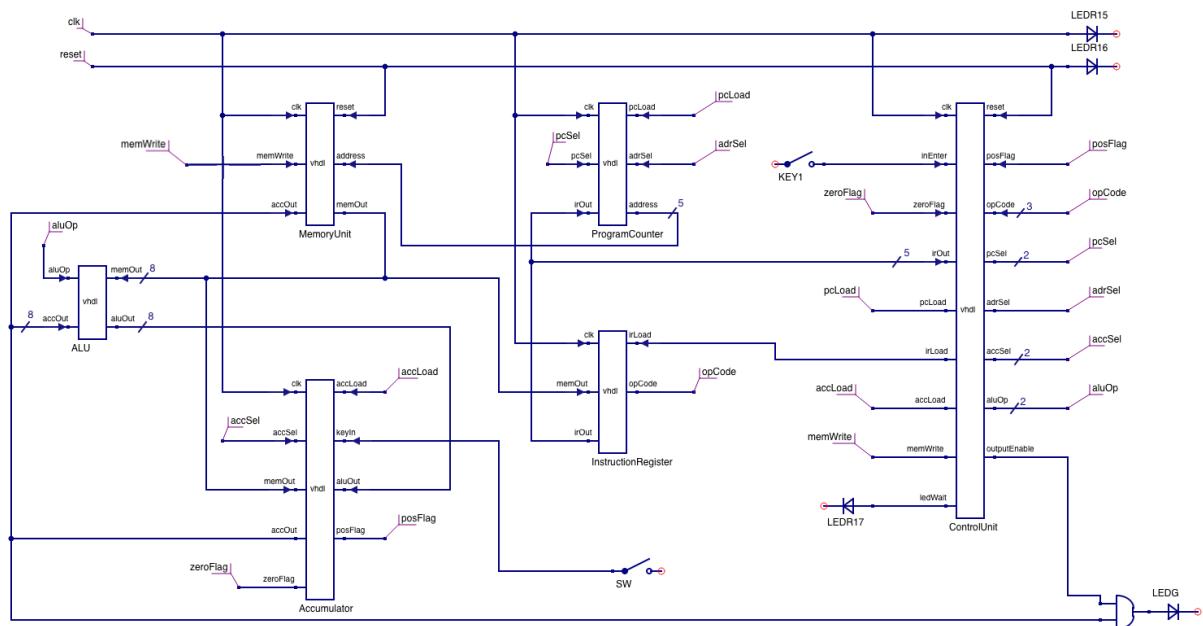 clk
LEDR15
reset
LEDR16
clk
reset
memWrite
memWrite
vhdl
address
accOut
memOut
MemoryUnit
clk
pcLoad
pcLoad
pcSel
pcSel
vhdl
adrSel
adrSel
irOut
address
5
ProgramCounter
clk
reset
KEY1
inEnter
posFlag
posFlag
zeroFlag
zeroFlag
opCode
3
opCode
5
irOut
pcSel
2
pcSel
pcLoad
pcLoad
vhdl
adrSel
adrSel
irLoad
accSel
2
accSel
accLoad
accLoad
aluOp
2
aluOp
memWrite
memWrite
outputEnable
LEDR17
ledWait
ControlUnit
aluOp
aluOp
memOut
8
vhdl
8
accOut
aluOut
8
ALU
clk
irLoad
memOut
vhdl
opCode
opCode
irOut
InstructionRegister
clk
accLoad
accLoad
accSel
accSel
keyIn
memOut
vhdl
aluOut
accOut
posFlag
posFlag
zeroFlag
zeroFlag
Accumulator
SW
LEDG